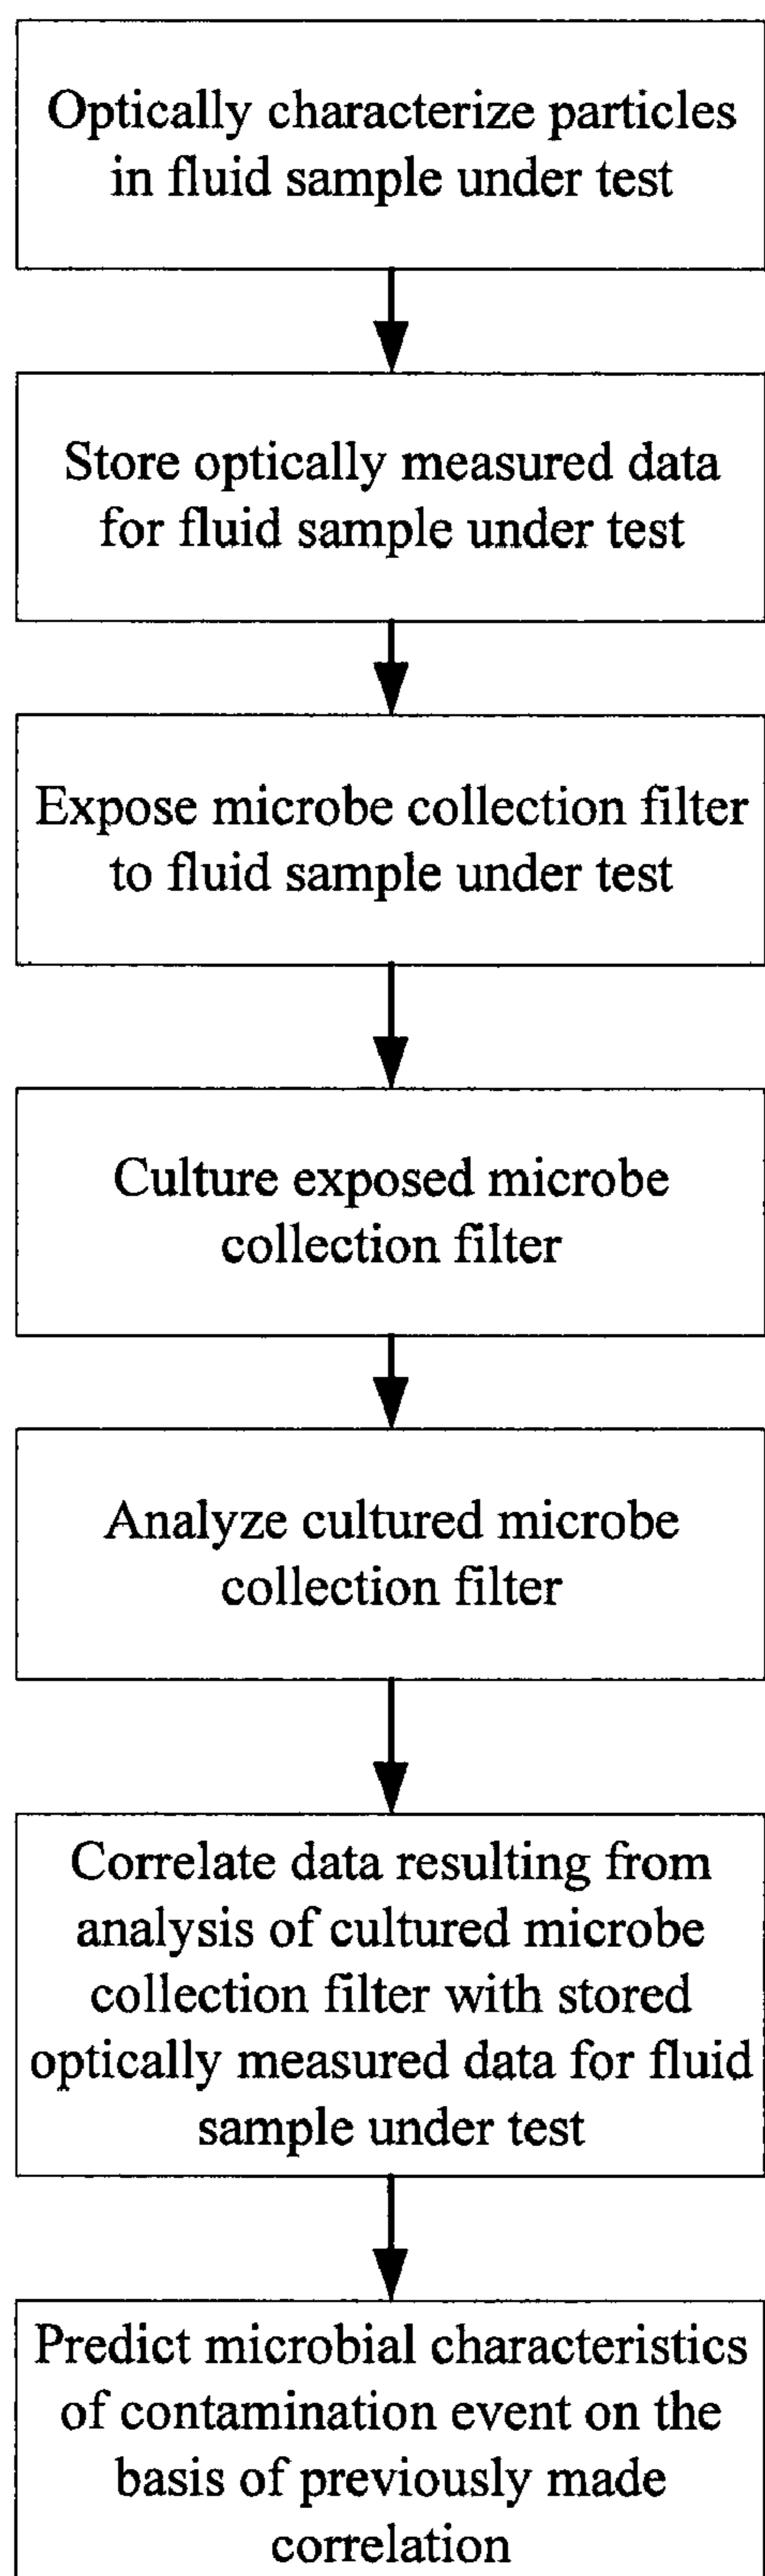 Optically characterize particles
in fluid sample under test
Store optically measured data
for fluid sample under test
Expose microbe collection filter
to fluid sample under test
Culture exposed microbe
collection filter
Analyze cultured microbe
collection filter
Correlate data resulting from
analysis of cultured microbe
collection filter with stored
optically measured data for fluid
sample under test
Predict microbial characteristics
of contamination event on the
basis of previously made
correlation